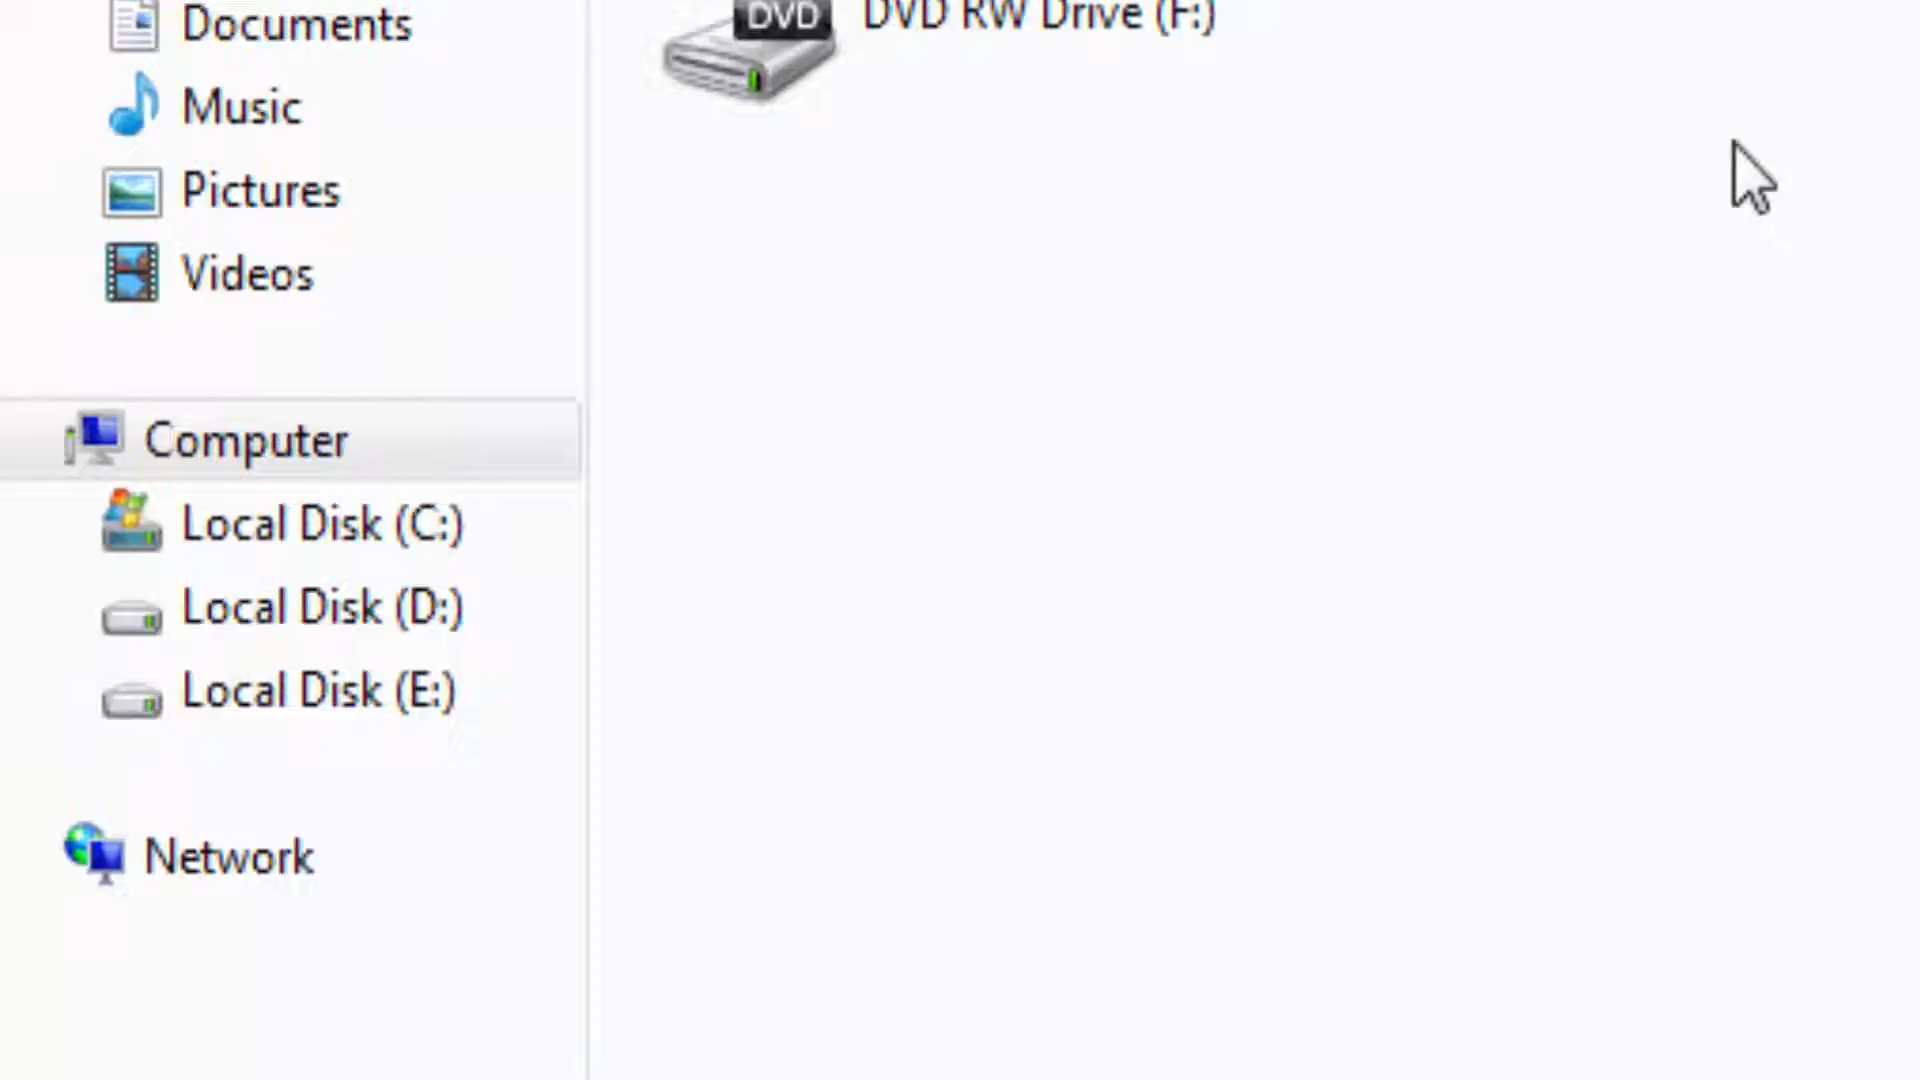 Documents
Music
Pictures
Videos
Computer
Local Disk (C:)
Local Disk (D:)
Local Disk (E:)
Network
DVD
DVD RW Drive (F:)